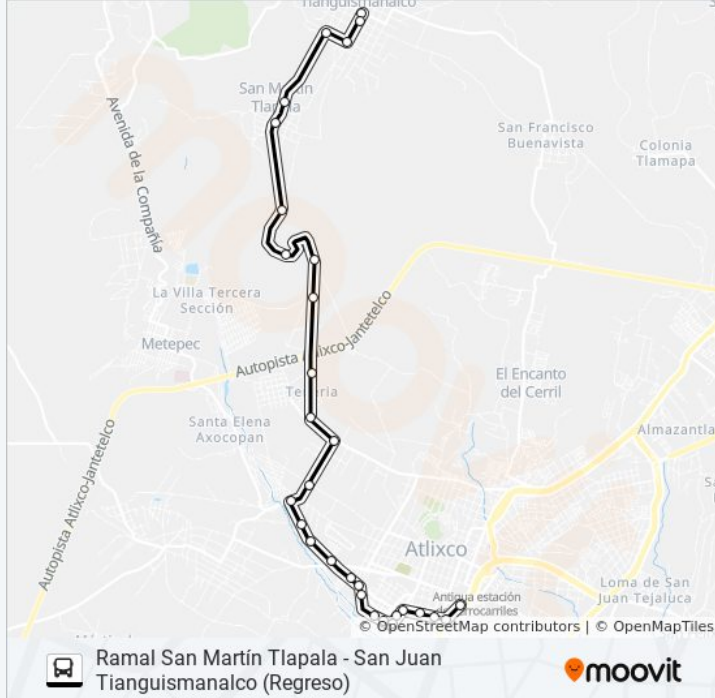 Tianguismanalco
San Martín
Tlapala
Avenida de la Compañía
San Francisco
Buenavista
Colonia
Tlamapa
La Villa Tercera
Sección
Metepec
Autopista Atlixco-Jantetelco
El Encanto
del Cerril
Tenería
Santa Elena
Axocopan
Almazantla
Autopista Atlixco-Jantetelco
Atlixco
Antigua estación
de ferrocarriles
Loma de San
Juan Tejaluca
© OpenStreetMap contributors | © OpenMapTiles
Ramal San Martín Tlapala - San Juan
Tianguismanalco (Regreso)
moovit